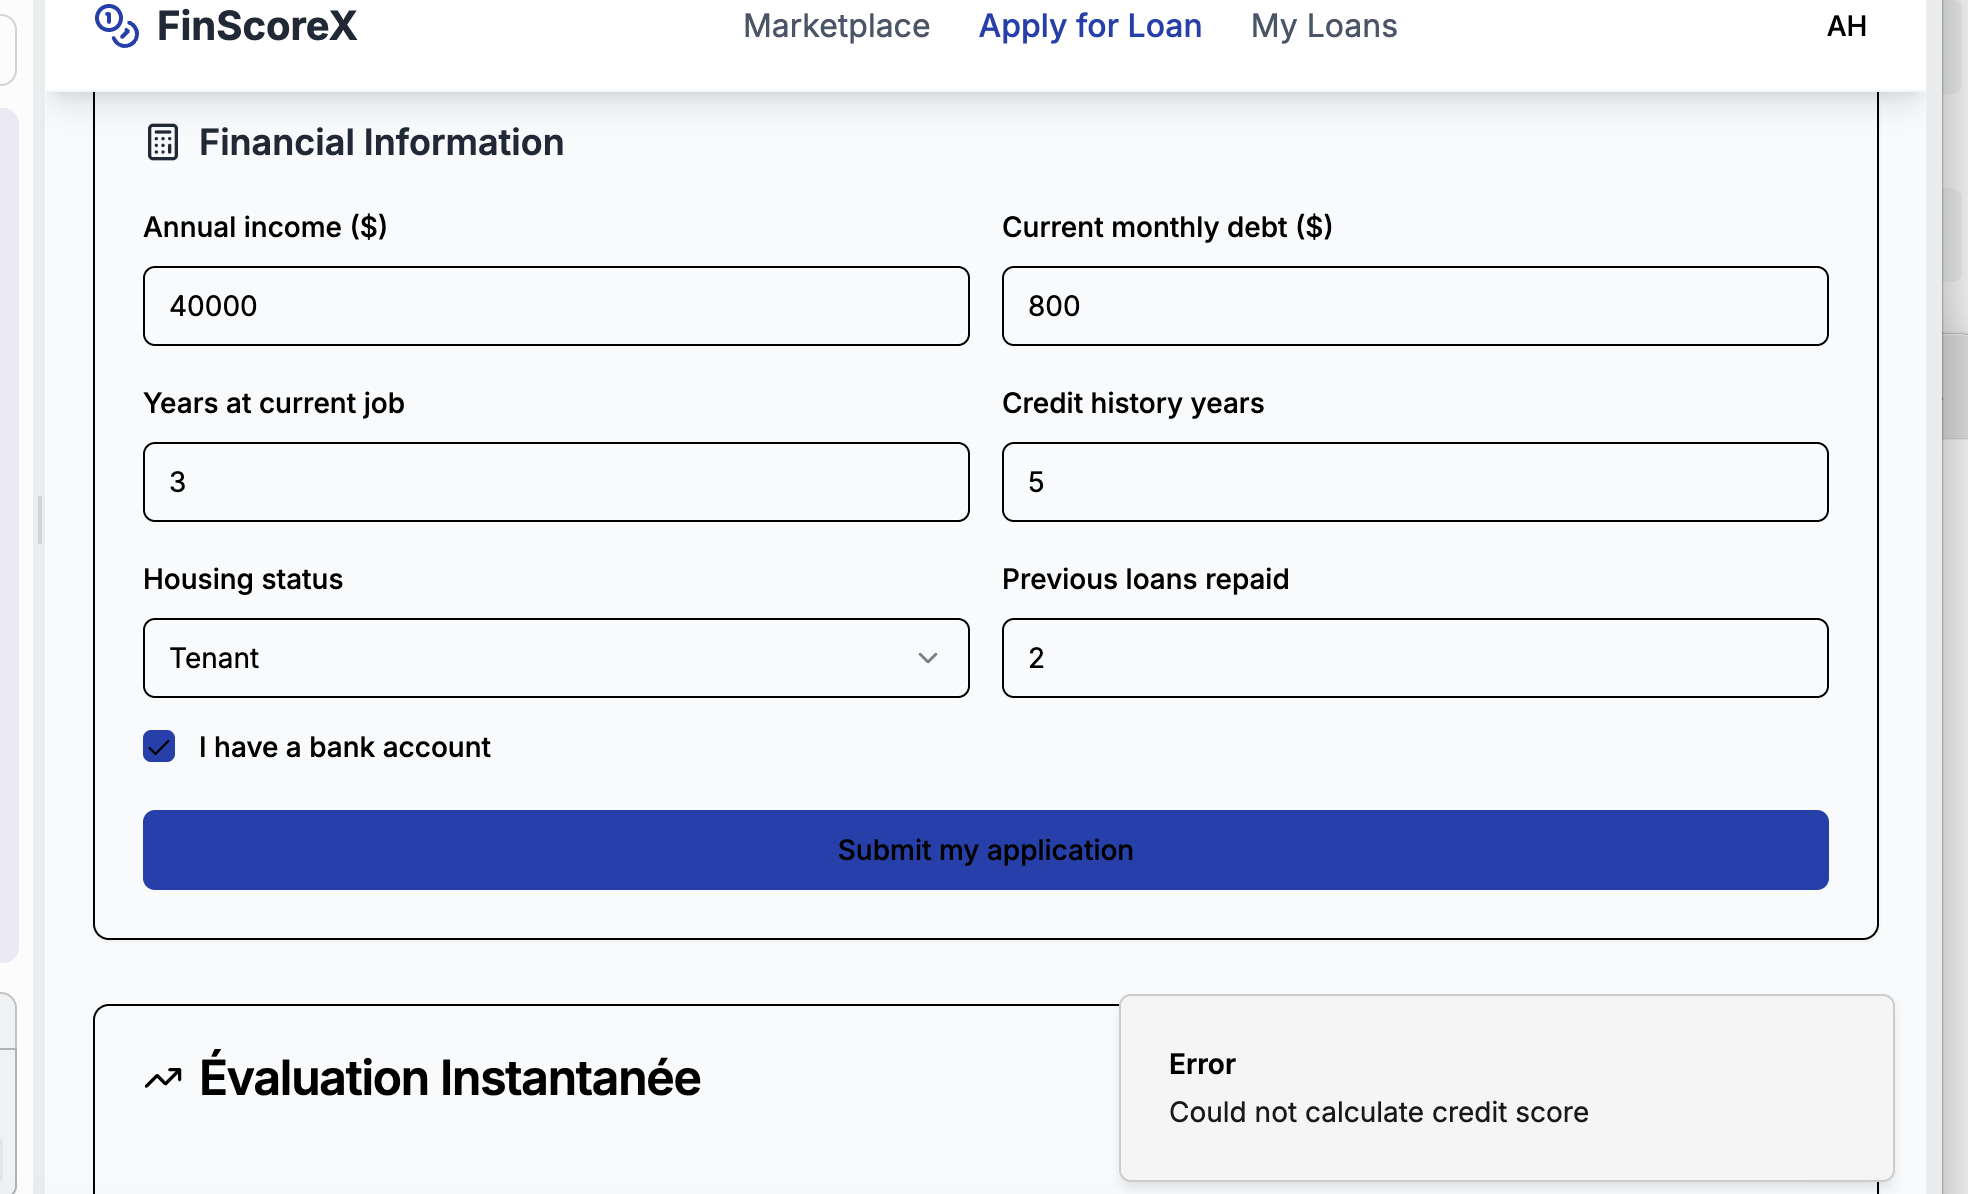 FinScoreX
Marketplace
Apply for Loan
My Loans
AH
Financial Information
Annual income ($)
Current monthly debt ($)
40000
800
Years at current job
Credit history years
3
5
Housing status
Previous loans repaid
Tenant
2
I have a bank account
Submit my application
Évaluation Instantanée
Error
Could not calculate credit score